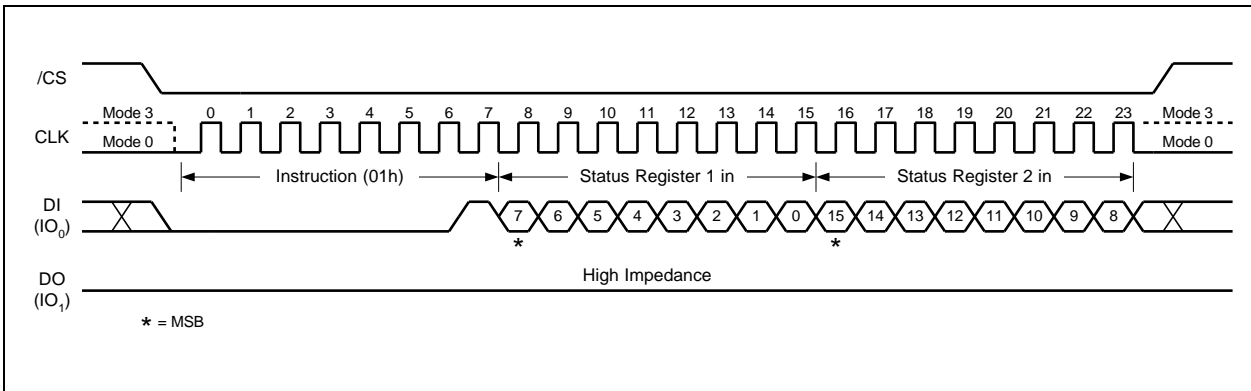 /CS
Mode 3 0 1 2 3 4 5 6 7 8 9 10 11 12 13 14 15 16 17 18 19 20 21 22 23 Mode 3
CLK Mode 0 Mode 0
Instruction (01h) Status Register 1 in Status Register 2 in
DI
(IO0) 7 6 5 4 3 2 1 0 15 14 13 12 11 10 9 8
* *
High Impedance
DO
(IO1)
* = MSB